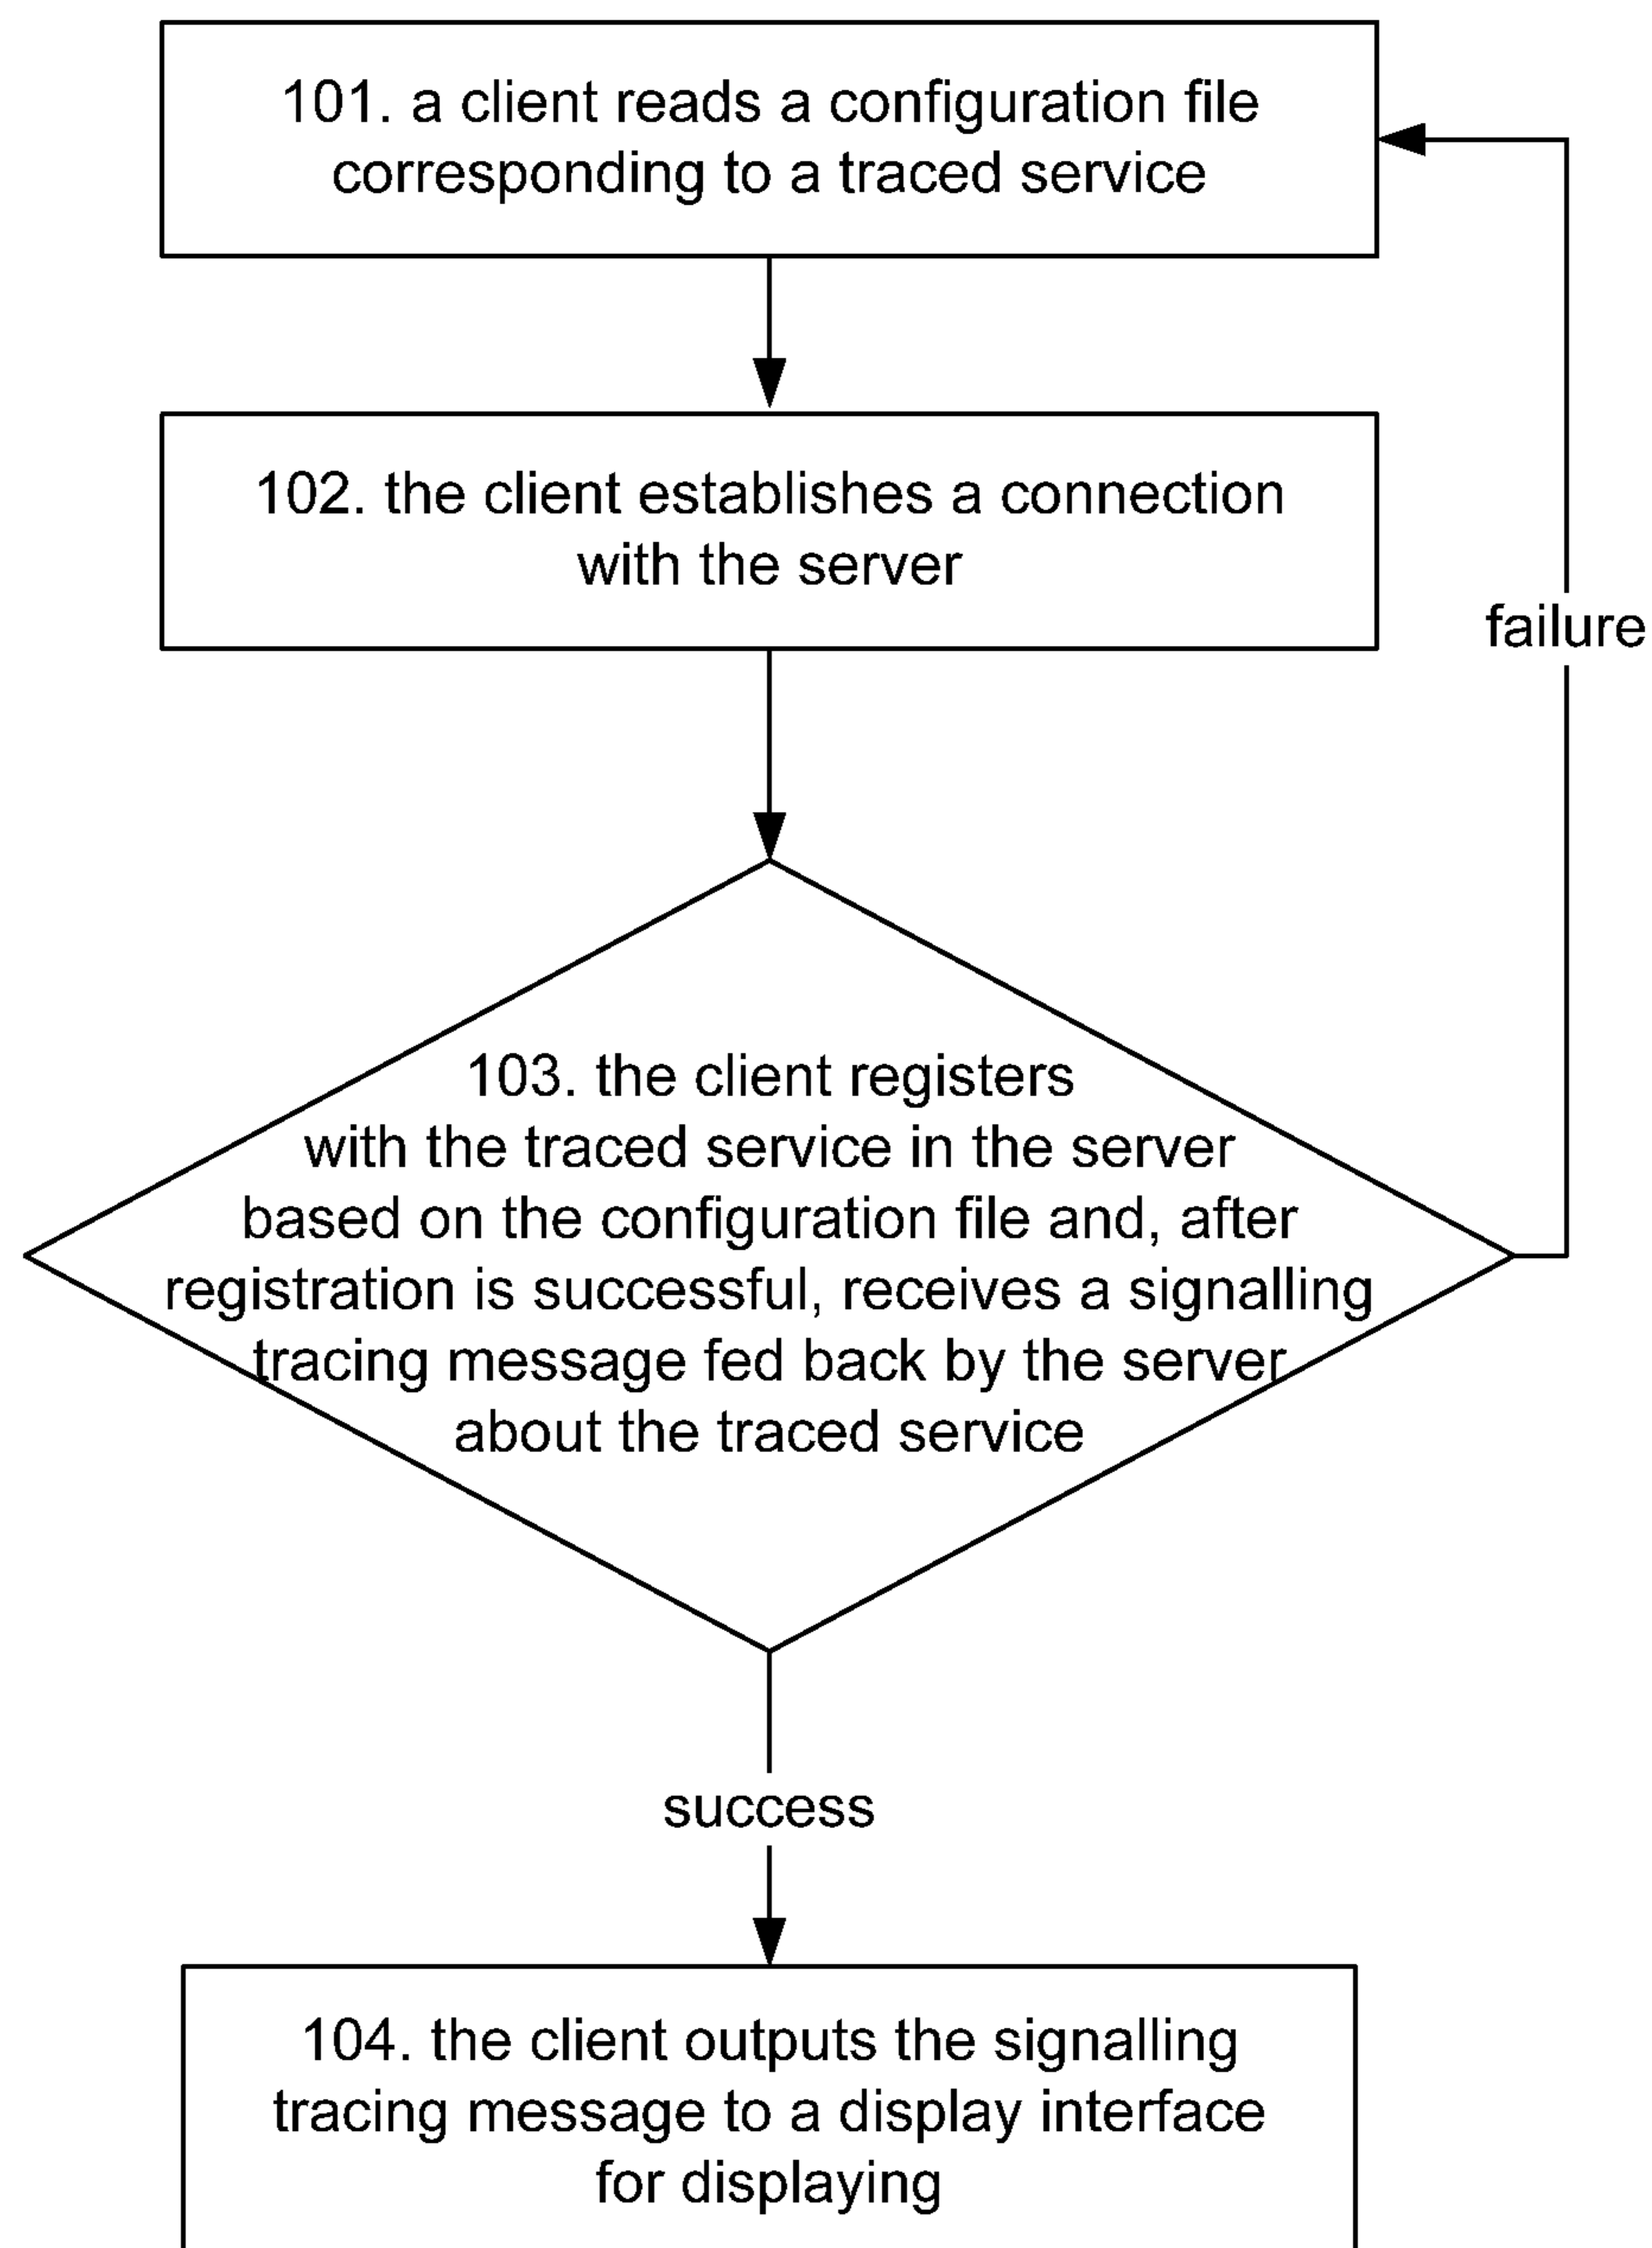 101. a client reads a configuration file
corresponding to a traced service
102. the client establishes a connection
with the server
failure
103. the client registers
with the traced service in the server
based on the configuration file and, after
registration is successful, receives a signalling
tracing message fed back by the server
about the traced service
success
104. the client outputs the signalling
tracing message to a display interface
for displaying